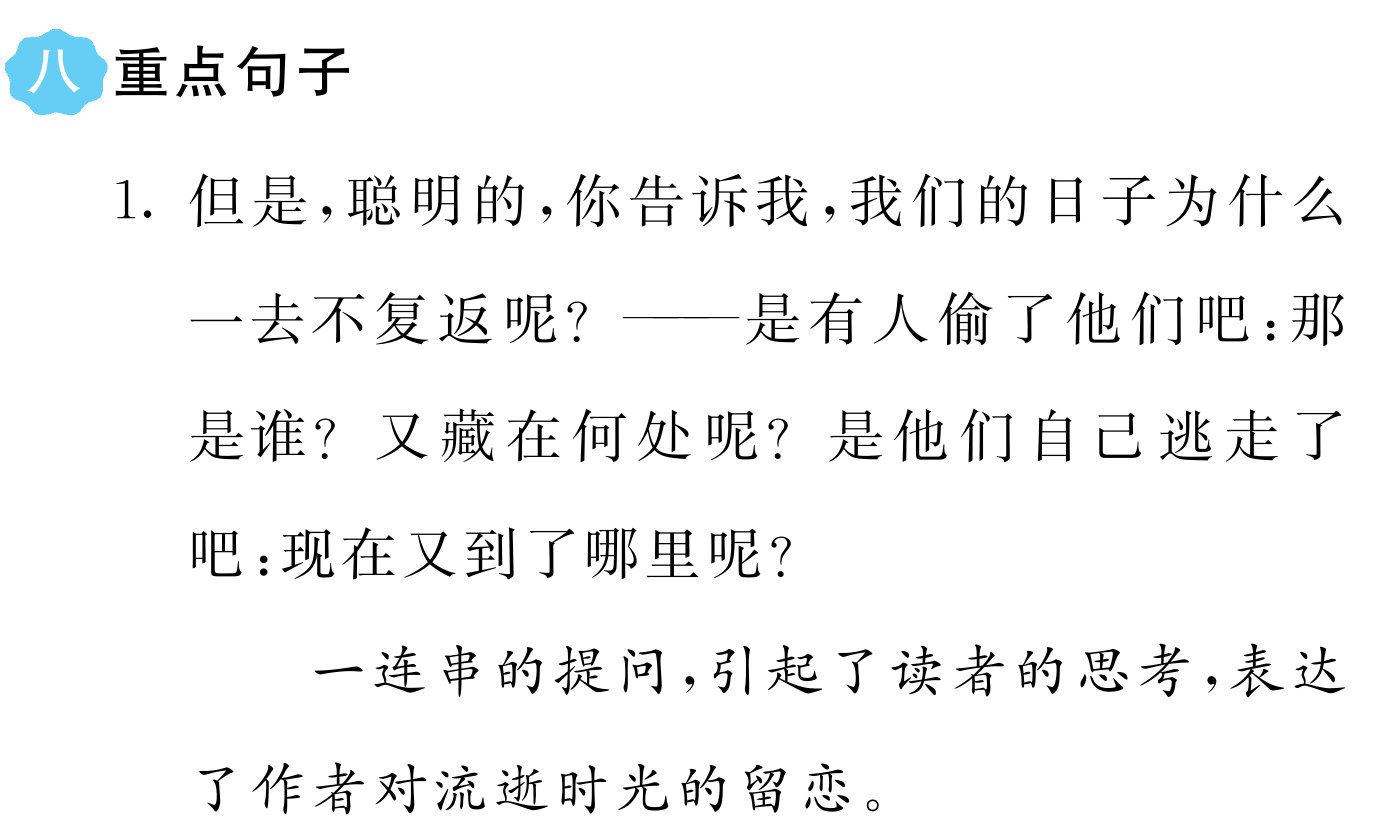 八 重点句子
1. 但是,聪明的,你告诉我,我们的日子为什么
一去不复返呢? ——是有人偷了他们吧:那
是谁? 又藏在何处呢? 是他们自己逃走了
吧:现在又到了哪里呢?
一连串的提问,引起了读者的思考,表达
了作者对流逝时光的留恋。